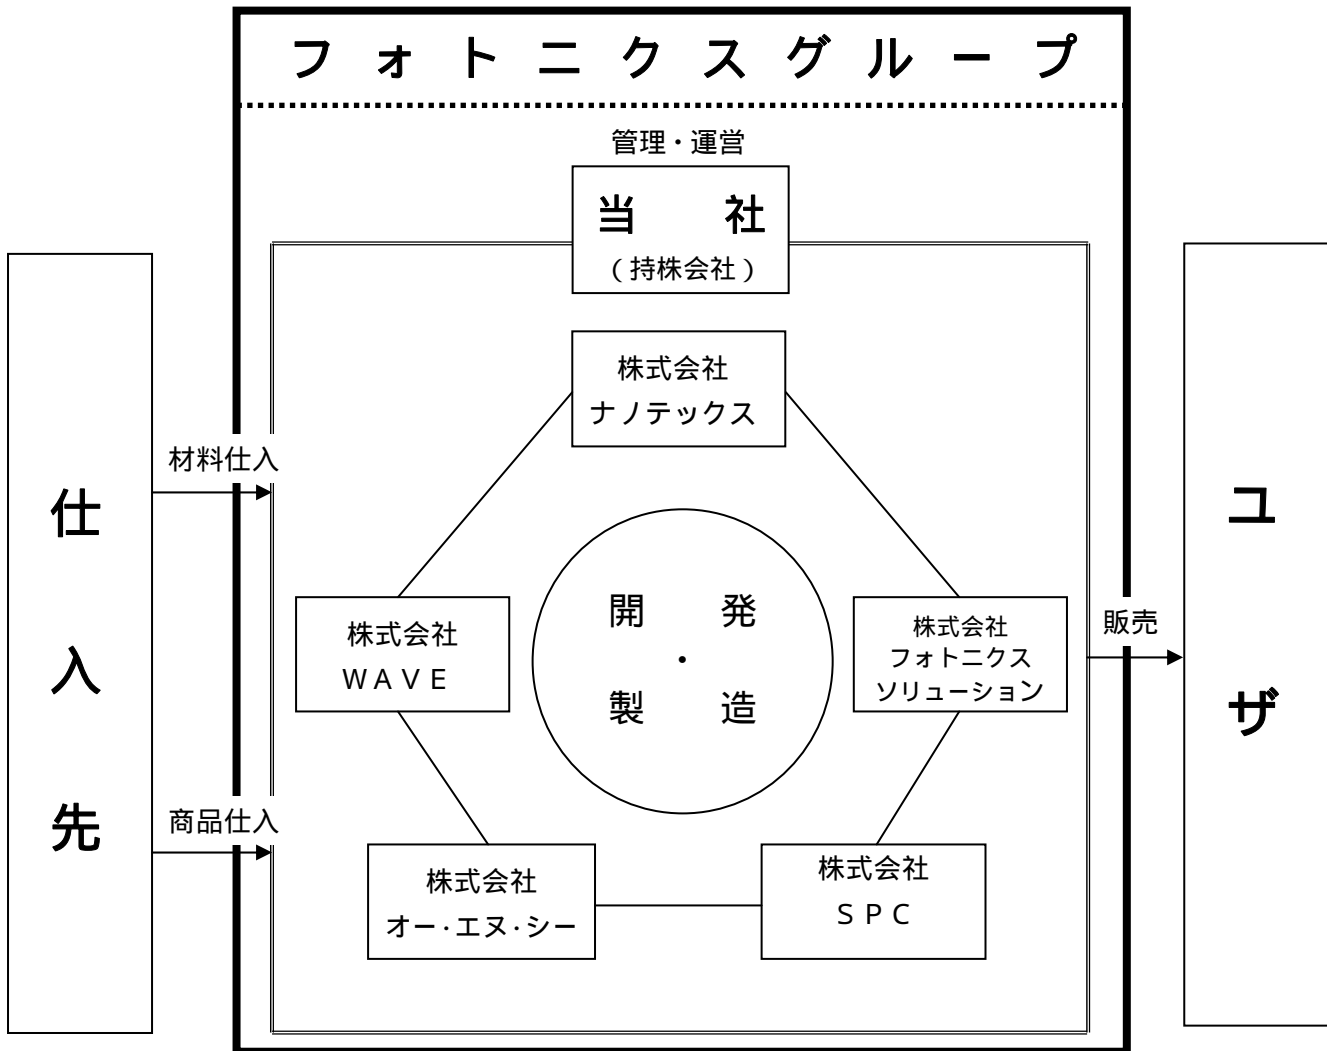 フォトニクスグループ
管理・運営
当社
（持株会社）
株式会社
ナノテックス
材料仕入
仕入先
ユザ
開発
・
製造
株式会社
ＷＡＶＥ
株式会社
フォトニクス
ソリューション
販売
商品仕入
株式会社
オー・エヌ・シー
株式会社
ＳＰＣ